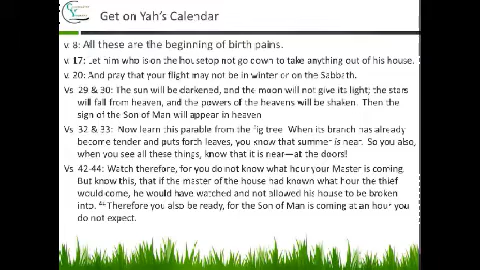 Get on Yah's Calendar
v. 8: All these are the beginning of birth pains.
v. 17: Let him who is on the housetop not go down to take anything out of his house.
v. 20: And pray that your flight may not be in winter or on the Sabbath.
Vs 29 & 30: The sun will be darkened, and the moon will not give its light; the stars
will fall from heaven, and the powers of the heavens will be shaken. Then the
sign of the Son of Man will appear in heaven
Vs 32 & 33: Now learn this parable from the fig tree. When its branch has already
become tender and puts forth leaves, you know that summer is near. So you also,
when you see all these things, know that it is near—at the doors!
Vs 42-44: Watch therefore, for you do not know what hour your Master is coming.
But know this, that if the master of the house had known what hour the thief
would come, he would have watched and not allowed his house to be broken
into. 44 Therefore you also be ready, for the Son of Man is coming at an hour you
do not expect.